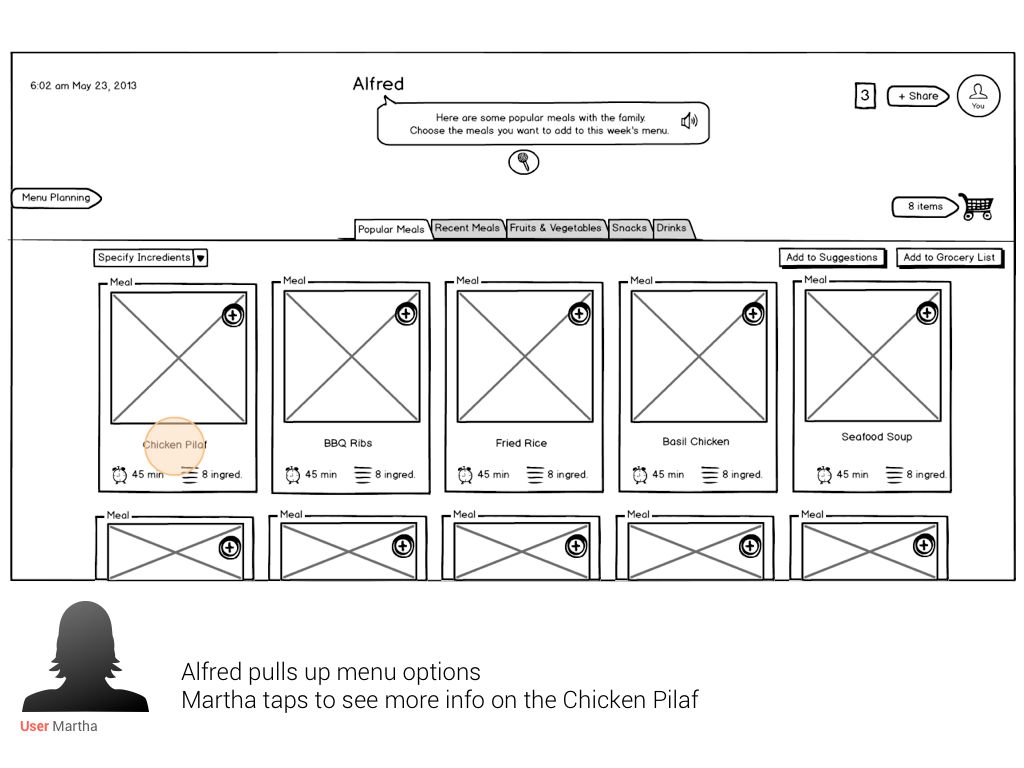 6:02 am May 23, 2013
Alfred
3
+ Share
You
Here are some popular meals with the family.
Choose the meals you want to add to this week's menu.
Menu Planning
8 items
Popular Meals
Recent Meals
Fruits & Vegetables
Snacks
Drinks
Specify Incredients
Add to Suggestions
Add to Grocery List
Meal
Meal
Meal
Meal
Meal
Chicken Pilaf
BBQ Ribs
Fried Rice
Basil Chicken
Seafood Soup
45 min
8 ingred.
45 min
8 ingred.
45 min
8 ingred.
45 min
8 ingred.
45 min
8 ingred.
Meal
Meal
Meal
Meal
Meal
Alfred pulls up menu options
Martha taps to see more info on the Chicken Pilaf
User Martha